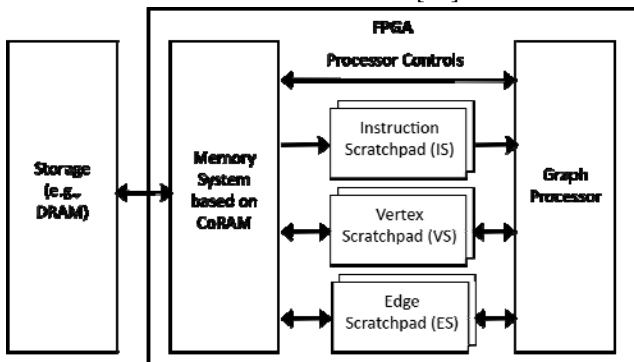 FPGA
Processor Controls
Storage
(e.g.,
DRAM)
Memory
System
based on
CoRAM
Instruction
Scratchpad (IS)
Vertex
Scratchpad (VS)
Edge
Scratchpad (ES)
Graph
Processor